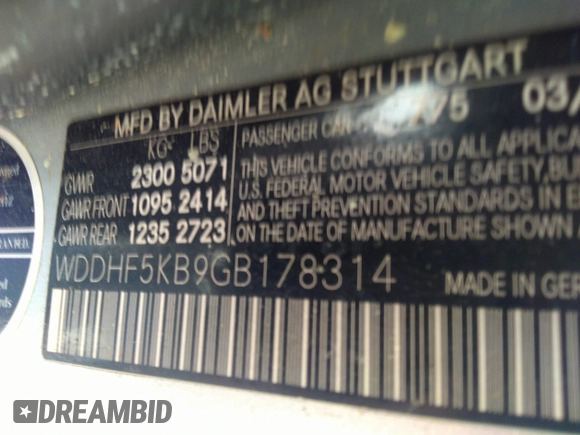 MFD BY DAIMLER AG STUTTGART
KG LBS
GVWR 2300 5071
GAWR FRONT 1095 2414
GAWR REAR 1235 2723
PASSENGER CAR 03/
THIS VEHICLE CONFORMS TO ALL APPLICA
U.S. FEDERAL MOTOR VEHICLE SAFETY, BU
AND THEFT PREVENTION STANDARDS IN E
ON THE DATE OF MANUFACTURE SHOWN
WDDHF5KB9GB178314
MADE IN GER
DREAMBID